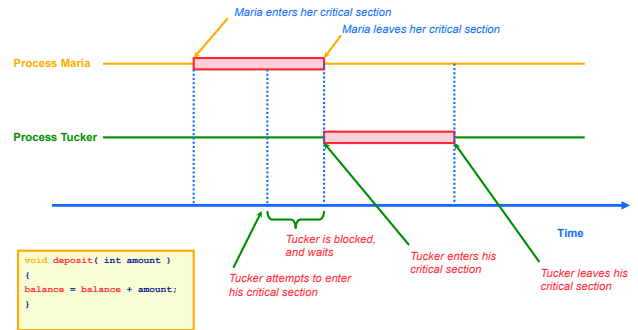 Maria enters her critical section
Maria leaves her critical section
Process Maria
Process Tucker
Time
Tucker is blocked,
and waits
Tucker attempts to enter
his critical section
Tucker enters his
critical section
Tucker leaves his
critical section
void deposit( int amount )
{
balance = balance + amount;
}